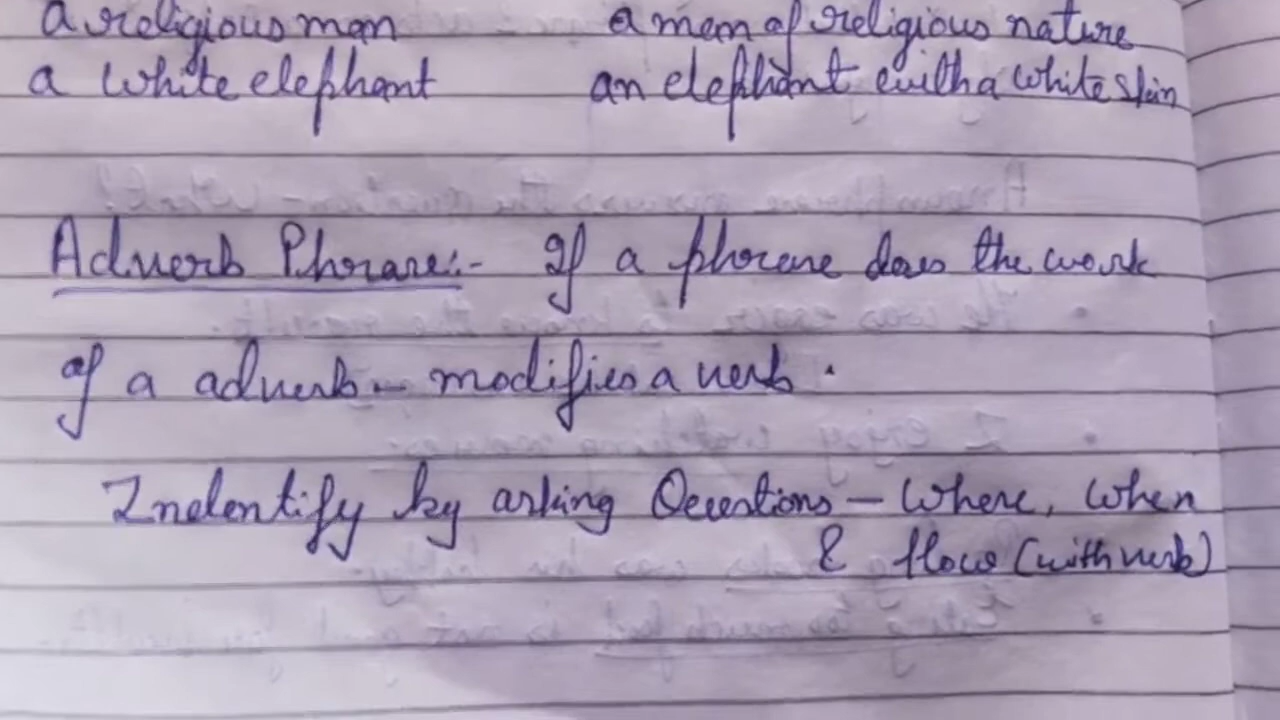 a religious man a man of religious nature
a white elephant an elephant with a white skin
Adverb Phrase:- If a phrase does the work
of a adverb - modifies a verb.
Indentify by asking Questions - Where, When
& How (with verb)